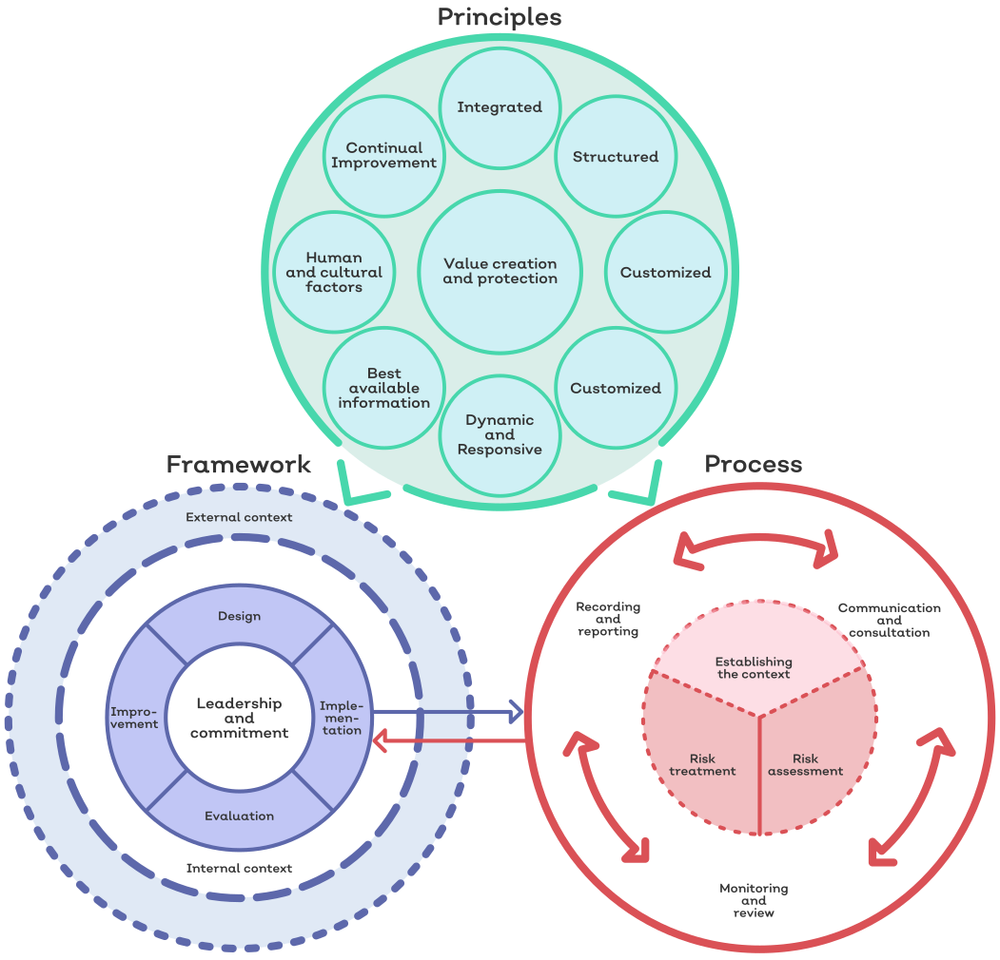 Principles
Integrated
Continual
Improvement
Structured
Human
and cultural
factors
Value creation
and protection
Customized
Best
available
information
Customized
Dynamic
and
Responsive
Framework
External context
Design
Impro-
vement
Leadership
and
commitment
Imple-
men-
tation
Evaluation
Internal context
Process
Recording
and
reporting
Communication
and
consultation
Establishing
the context
Risk
treatment
Risk
assessment
Monitoring
and
review